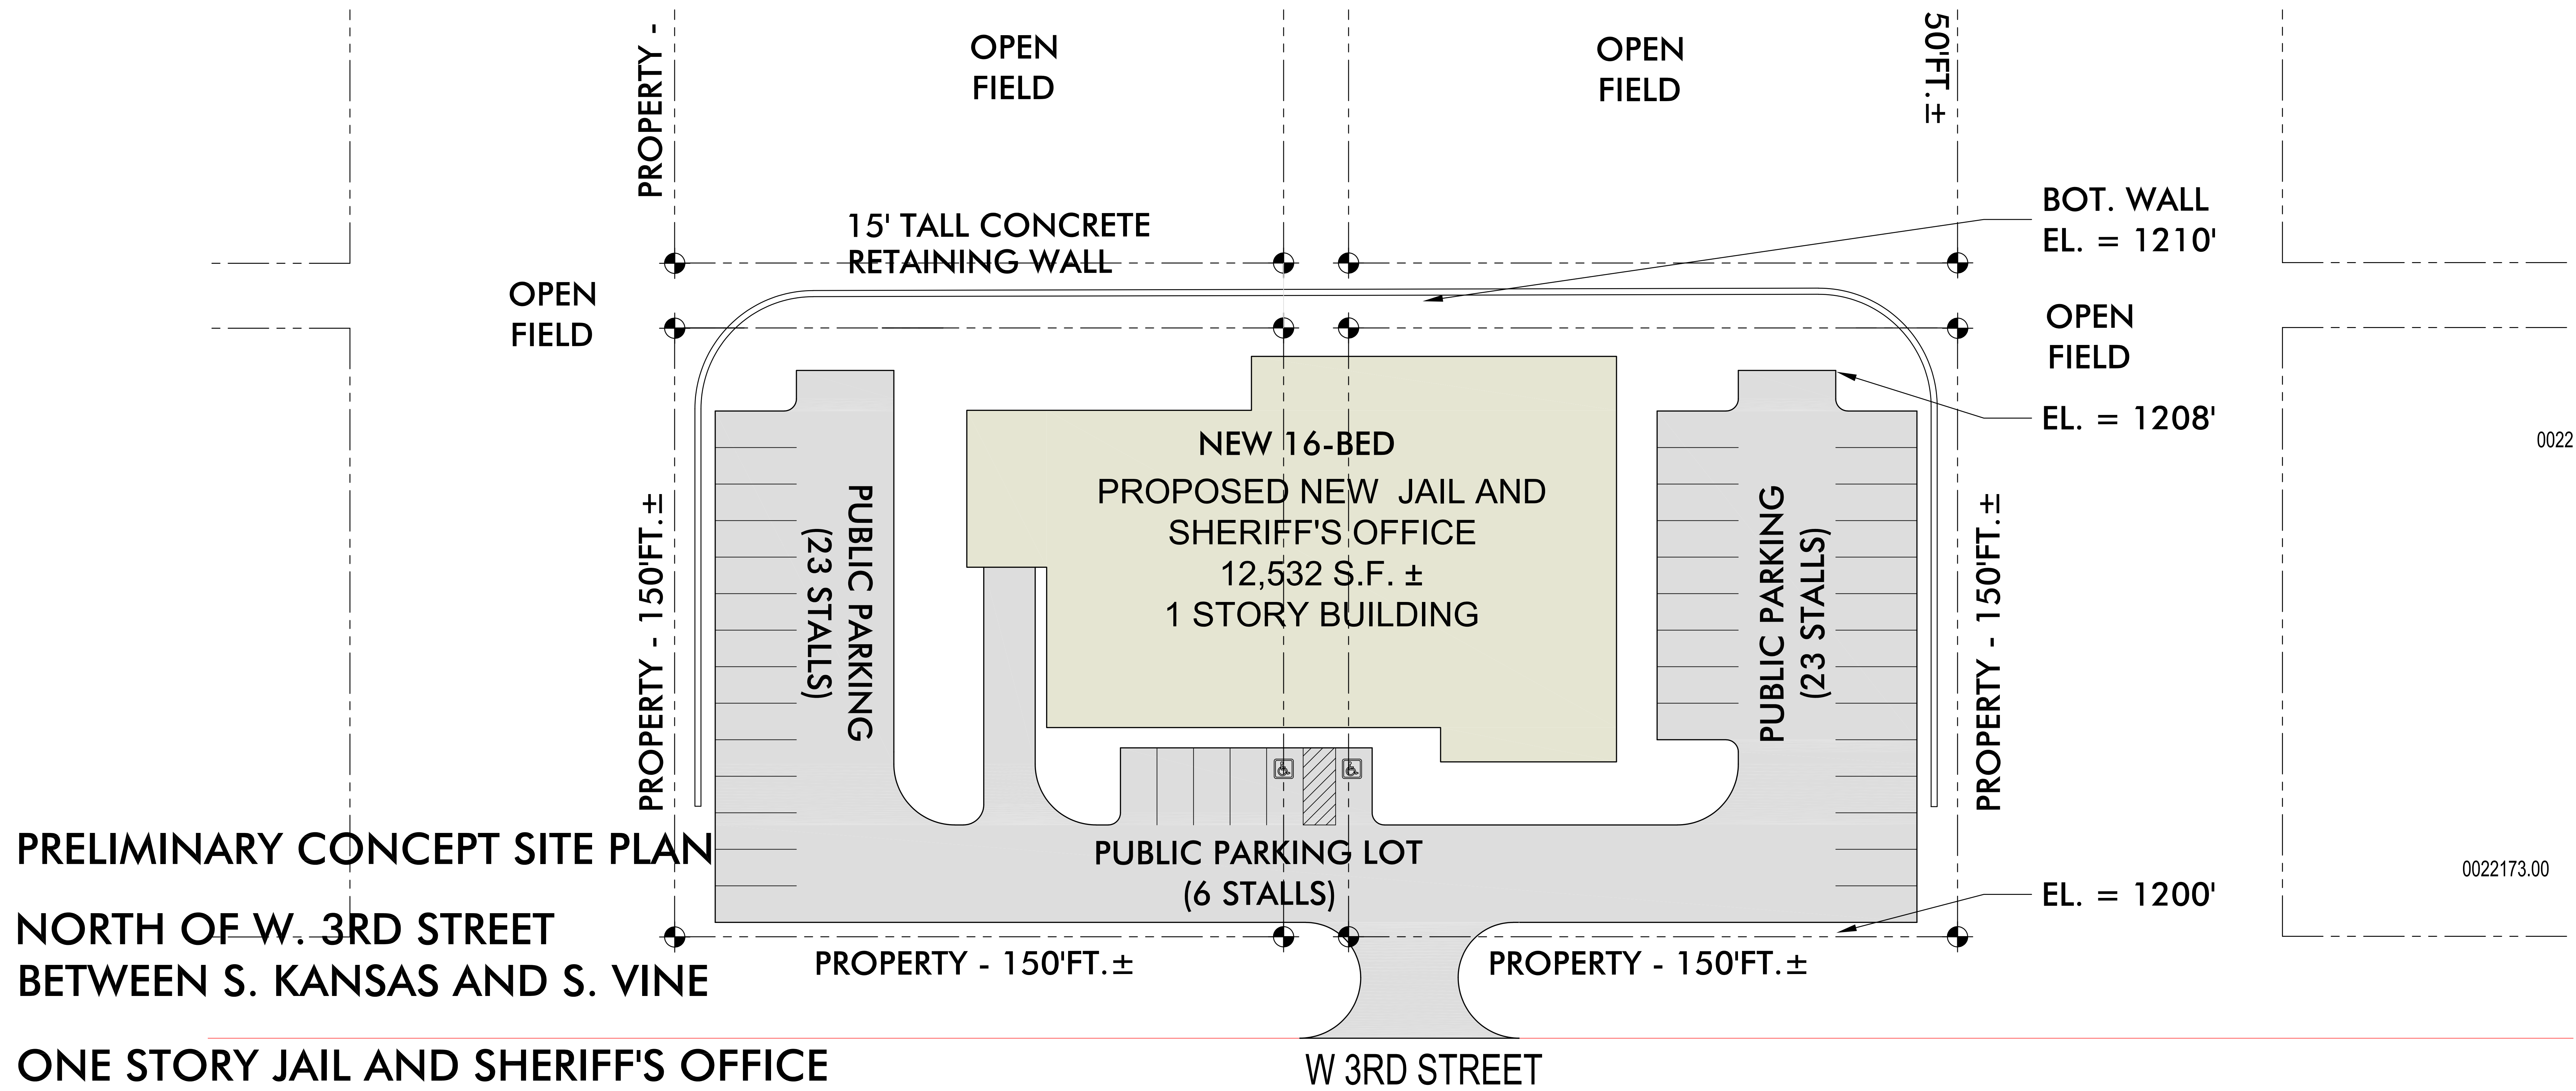 PROPERTY -
OPEN
FIELD
OPEN
FIELD
50'FT.±
15' TALL CONCRETE
RETAINING WALL
BOT. WALL
EL. = 1210'
OPEN
FIELD
OPEN
FIELD
EL. = 1208'
0022
NEW 16-BED
PROPOSED NEW JAIL AND
SHERIFF'S OFFICE
12,532 S.F. ±
1 STORY BUILDING
PROPERTY - 150'FT.±
PUBLIC PARKING
(23 STALLS)
PUBLIC PARKING
(23 STALLS)
PROPERTY - 150'FT.±
PUBLIC PARKING LOT
(6 STALLS)
0022173.00
EL. = 1200'
PROPERTY - 150'FT.±
PROPERTY - 150'FT.±
PRELIMINARY CONCEPT SITE PLAN
NORTH OF W. 3RD STREET
BETWEEN S. KANSAS AND S. VINE
ONE STORY JAIL AND SHERIFF'S OFFICE
W 3RD STREET